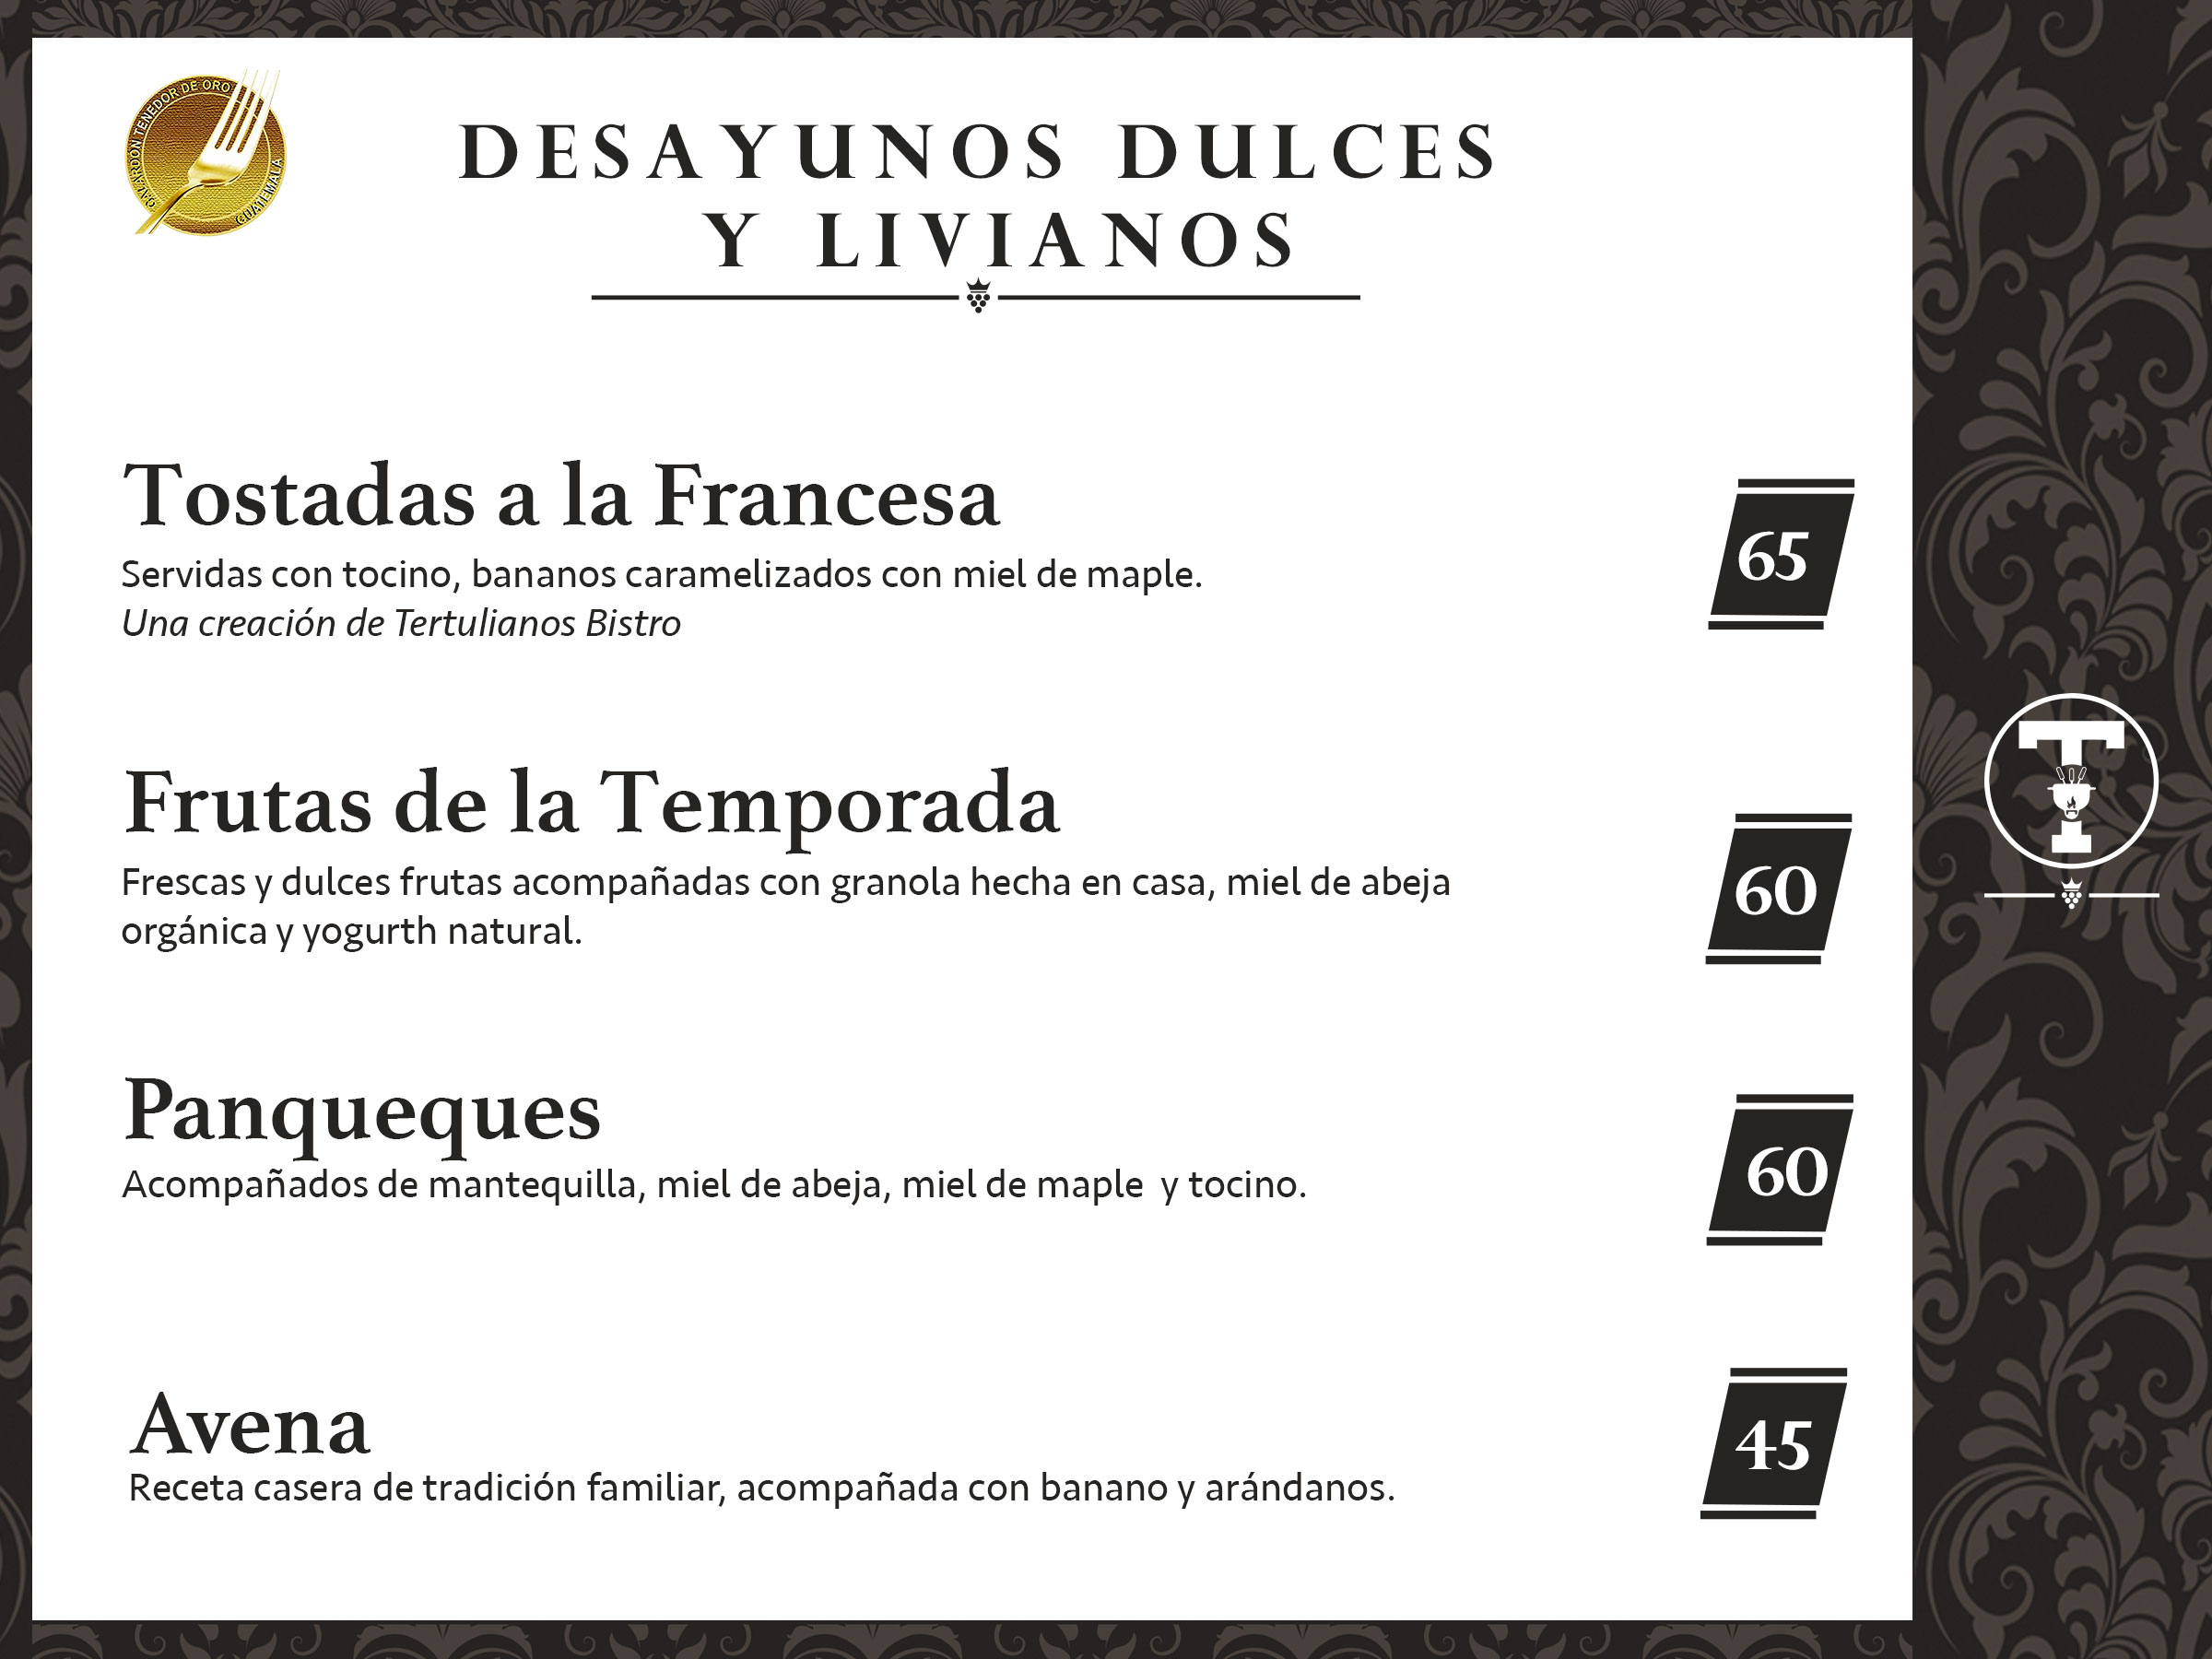 GALARDÓN TENEDOR DE ORO
GUATEMALA
DESAYUNOS DULCES
Y LIVIANOS
Tostadas a la Francesa
Servidas con tocino, bananos caramelizados con miel de maple.
Una creación de Tertulianos Bistro
65
Frutas de la Temporada
Frescas y dulces frutas acompañadas con granola hecha en casa, miel de abeja
orgánica y yogurth natural.
60
Panqueques
Acompañados de mantequilla, miel de abeja, miel de maple  y tocino.
60
Avena
Receta casera de tradición familiar, acompañada con banano y arándanos.
45
T